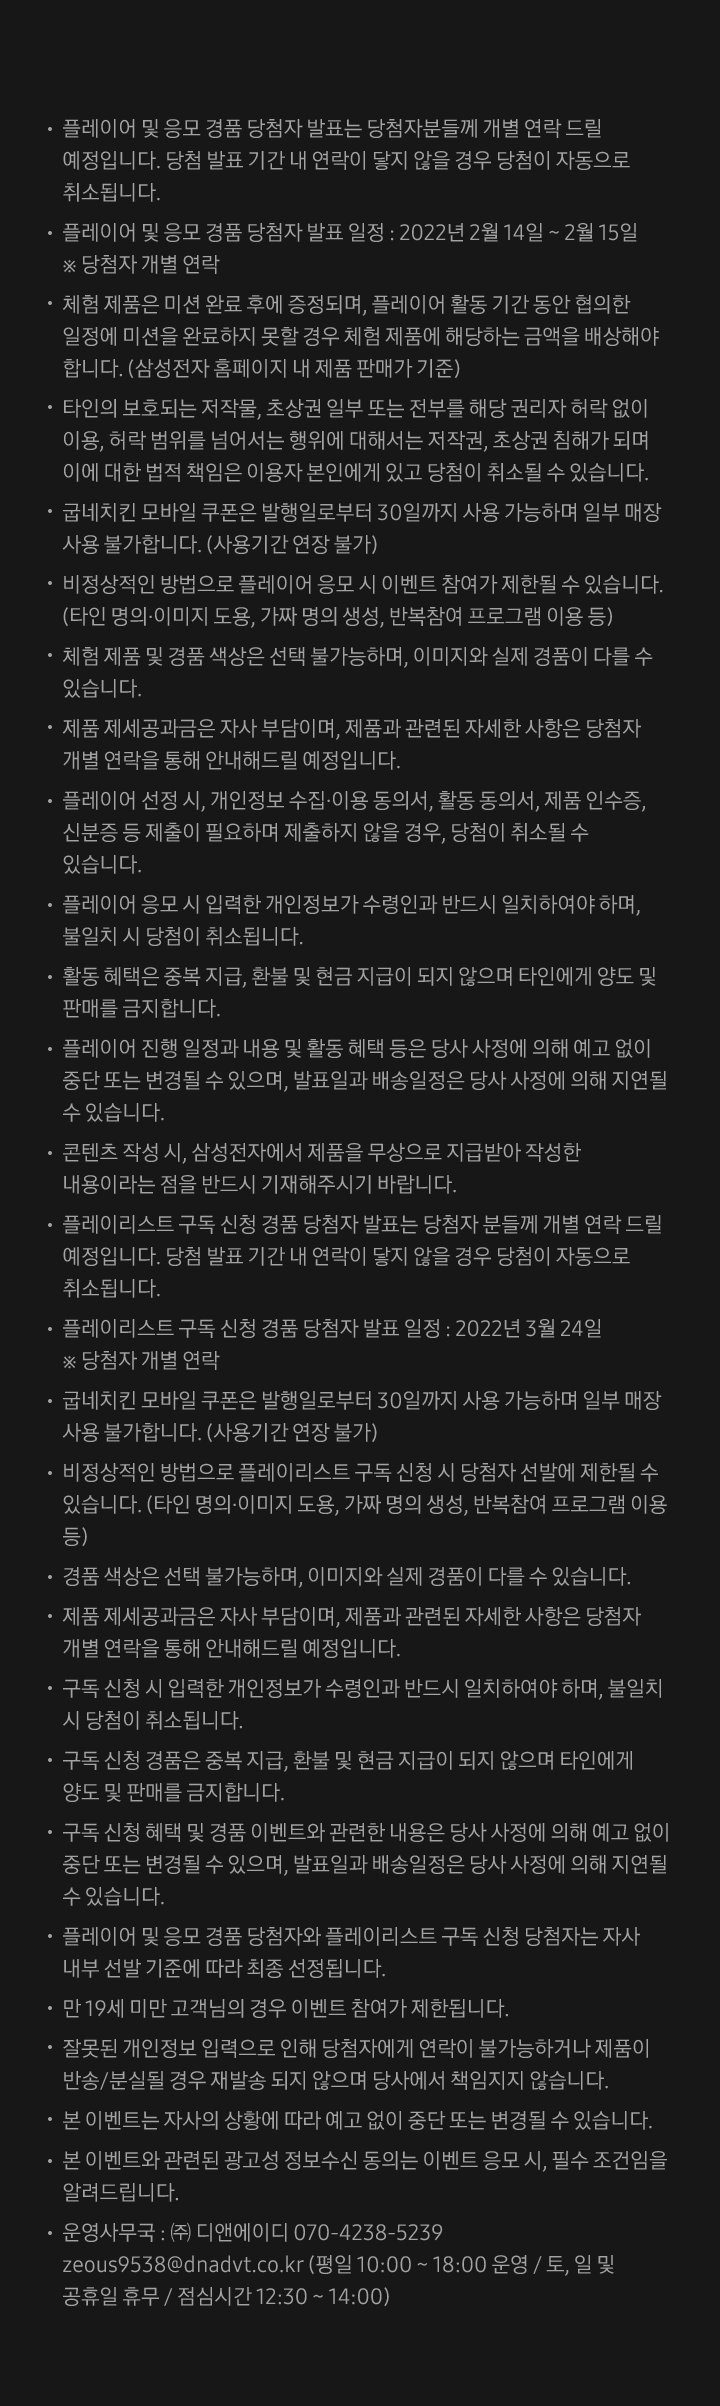 • 플레이어 및 응모 경품 당첨자 발표는 당첨자분들께 개별 연락 드릴
예정입니다. 당첨 발표 기간 내 연락이 닿지 않을 경우 당첨이 자동으로
취소됩니다.
• 플레이어 및 응모 경품 당첨자 발표 일정 : 2022년 2월 14일 ~ 2월 15일
※ 당첨자 개별 연락
• 체험 제품은 미션 완료 후에 증정되며, 플레이어 활동 기간 동안 협의한
일정에 미션을 완료하지 못할 경우 체험 제품에 해당하는 금액을 배상해야
합니다. (삼성전자 홈페이지 내 제품 판매가 기준)
• 타인의 보호되는 저작물, 초상권 일부 또는 전부를 해당 권리자 허락 없이
이용, 허락 범위를 넘어서는 행위에 대해서는 저작권, 초상권 침해가 되며
이에 대한 법적 책임은 이용자 본인에게 있고 당첨이 취소될 수 있습니다.
• 굽네치킨 모바일 쿠폰은 발행일로부터 30일까지 사용 가능하며 일부 매장
사용 불가합니다. (사용기간 연장 불가)
• 비정상적인 방법으로 플레이어 응모 시 이벤트 참여가 제한될 수 있습니다.
(타인 명의·이미지 도용, 가짜 명의 생성, 반복참여 프로그램 이용 등)
• 체험 제품 및 경품 색상은 선택 불가능하며, 이미지와 실제 경품이 다를 수
있습니다.
• 제품 제세공과금은 자사 부담이며, 제품과 관련된 자세한 사항은 당첨자
개별 연락을 통해 안내해드릴 예정입니다.
• 플레이어 선정 시, 개인정보 수집·이용 동의서, 활동 동의서, 제품 인수증,
신분증 등 제출이 필요하며 제출하지 않을 경우, 당첨이 취소될 수
있습니다.
• 플레이어 응모 시 입력한 개인정보가 수령인과 반드시 일치하여야 하며,
불일치 시 당첨이 취소됩니다.
• 활동 혜택은 중복 지급, 환불 및 현금 지급이 되지 않으며 타인에게 양도 및
판매를 금지합니다.
• 플레이어 진행 일정과 내용 및 활동 혜택 등은 당사 사정에 의해 예고 없이
중단 또는 변경될 수 있으며, 발표일과 배송일정은 당사 사정에 의해 지연될
수 있습니다.
• 콘텐츠 작성 시, 삼성전자에서 제품을 무상으로 지급받아 작성한
내용이라는 점을 반드시 기재해주시기 바랍니다.
• 플레이리스트 구독 신청 경품 당첨자 발표는 당첨자 분들께 개별 연락 드릴
예정입니다. 당첨 발표 기간 내 연락이 닿지 않을 경우 당첨이 자동으로
취소됩니다.
• 플레이리스트 구독 신청 경품 당첨자 발표 일정 : 2022년 3월 24일
※ 당첨자 개별 연락
• 굽네치킨 모바일 쿠폰은 발행일로부터 30일까지 사용 가능하며 일부 매장
사용 불가합니다. (사용기간 연장 불가)
• 비정상적인 방법으로 플레이리스트 구독 신청 시 당첨자 선발에 제한될 수
있습니다. (타인 명의·이미지 도용, 가짜 명의 생성, 반복참여 프로그램 이용
등)
• 경품 색상은 선택 불가능하며, 이미지와 실제 경품이 다를 수 있습니다.
• 제품 제세공과금은 자사 부담이며, 제품과 관련된 자세한 사항은 당첨자
개별 연락을 통해 안내해드릴 예정입니다.
• 구독 신청 시 입력한 개인정보가 수령인과 반드시 일치하여야 하며, 불일치
시 당첨이 취소됩니다.
• 구독 신청 경품은 중복 지급, 환불 및 현금 지급이 되지 않으며 타인에게
양도 및 판매를 금지합니다.
• 구독 신청 혜택 및 경품 이벤트와 관련한 내용은 당사 사정에 의해 예고 없이
중단 또는 변경될 수 있으며, 발표일과 배송일정은 당사 사정에 의해 지연될
수 있습니다.
• 플레이어 및 응모 경품 당첨자와 플레이리스트 구독 신청 당첨자는 자사
내부 선발 기준에 따라 최종 선정됩니다.
• 만 19세 미만 고객님의 경우 이벤트 참여가 제한됩니다.
• 잘못된 개인정보 입력으로 인해 당첨자에게 연락이 불가능하거나 제품이
반송/분실될 경우 재발송 되지 않으며 당사에서 책임지지 않습니다.
• 본 이벤트는 자사의 상황에 따라 예고 없이 중단 또는 변경될 수 있습니다.
• 본 이벤트와 관련된 광고성 정보수신 동의는 이벤트 응모 시, 필수 조건임을
알려드립니다.
• 운영사무국 : ㈜ 디앤에이디 070-4238-5239
zeous9538@dnadvt.co.kr (평일 10:00 ~ 18:00 운영 / 토, 일 및
공휴일 휴무 / 점심시간 12:30 ~ 14:00)